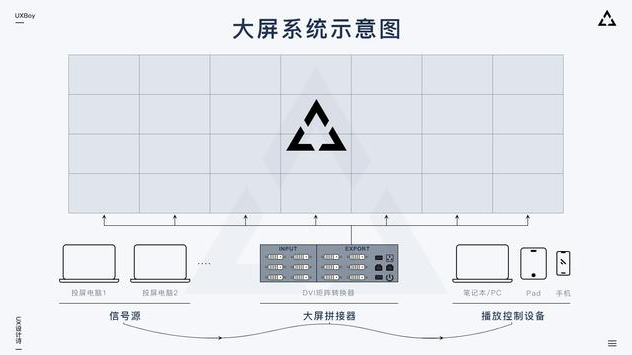 UXBoy
大屏系统示意图
INPUT
EXPORT
····
投屏电脑1
投屏电脑2
DVI矩阵转换器
笔记本/PC
Pad
手机
信号源
大屏拼接器
播放控制设备
UX设计诗